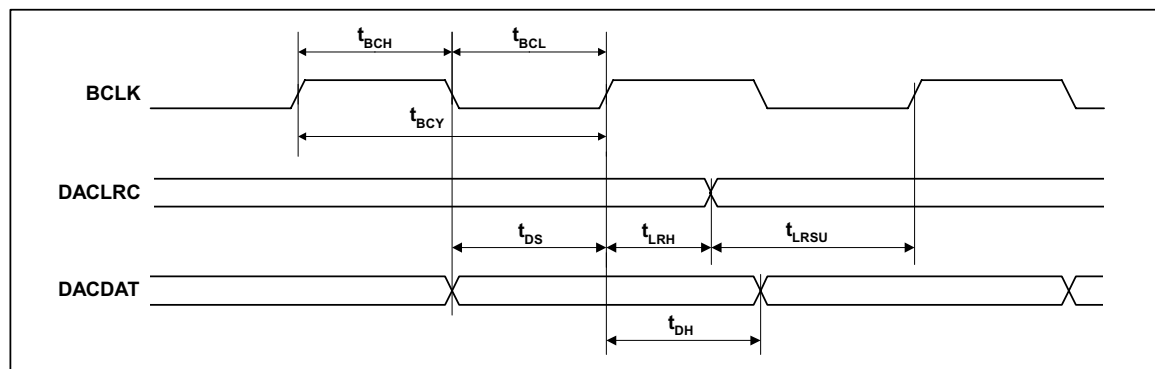 tBCH
tBCL
BCLK
tBCY
DACLRC
tDS
tLRH
tLRSU
DACDAT
tDH